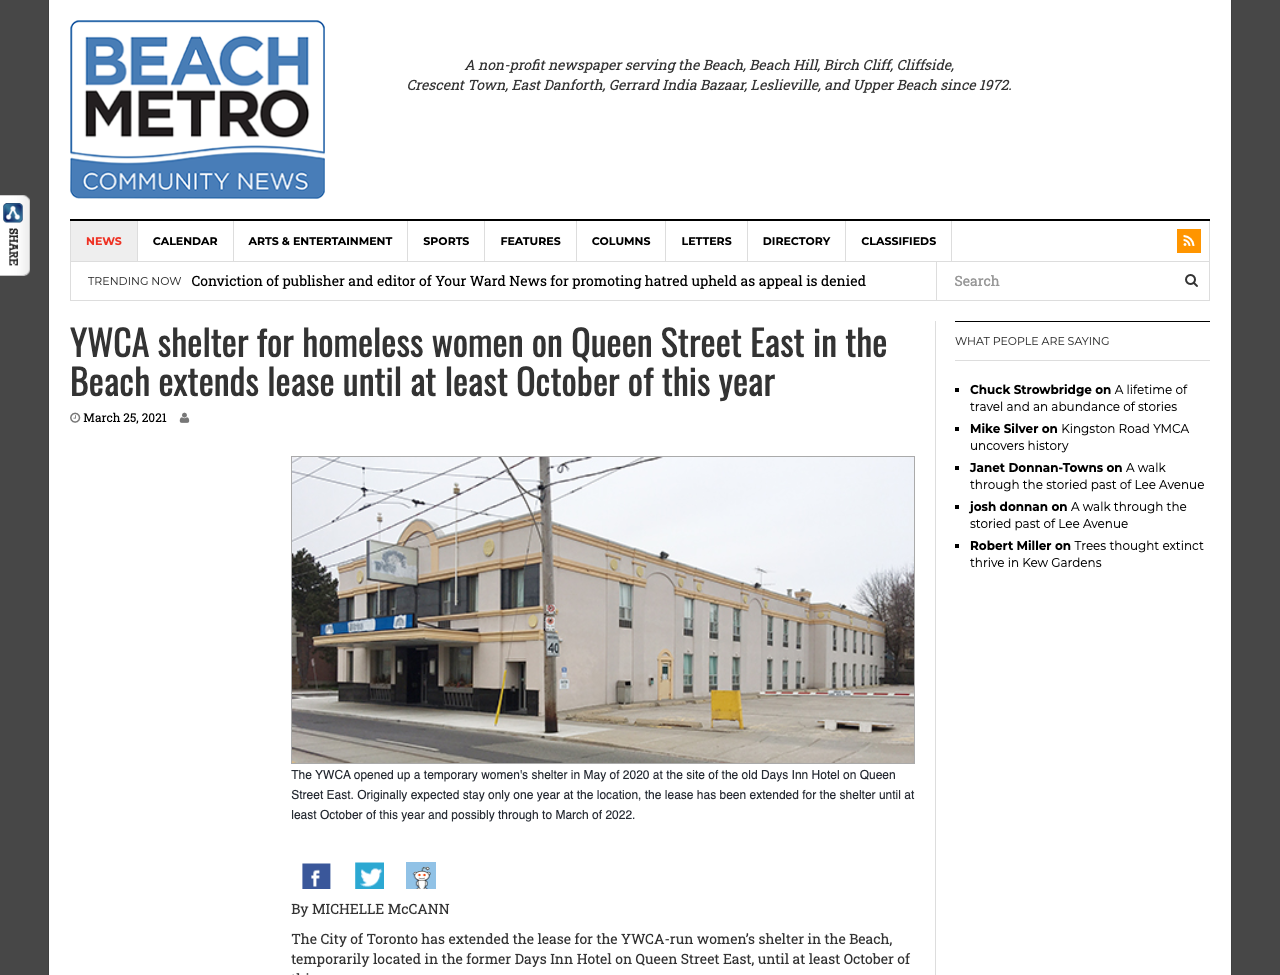 BEACH
METRO
COMMUNITY NEWS
A non-profit newspaper serving the Beach, Beach Hill, Birch Cliff, Cliffside,
Crescent Town, East Danforth, Gerrard India Bazaar, Leslieville, and Upper Beach since 1972.
SHARE
NEWS CALENDAR ARTS & ENTERTAINMENT SPORTS FEATURES COLUMNS LETTERS DIRECTORY CLASSIFIEDS
TRENDING NOW Conviction of publisher and editor of Your Ward News for promoting hatred upheld as appeal is denied
Search
YWCA shelter for homeless women on Queen Street East in the
Beach extends lease until at least October of this year
March 25, 2021
40
The YWCA opened up a temporary women's shelter in May of 2020 at the site of the old Days Inn Hotel on Queen
Street East. Originally expected stay only one year at the location, the lease has been extended for the shelter until at
least October of this year and possibly through to March of 2022.
By MICHELLE McCANN
The City of Toronto has extended the lease for the YWCA-run women’s shelter in the Beach,
temporarily located in the former Days Inn Hotel on Queen Street East, until at least October of
WHAT PEOPLE ARE SAYING
Chuck Strowbridge on A lifetime of
travel and an abundance of stories
Mike Silver on Kingston Road YMCA
uncovers history
Janet Donnan-Towns on A walk
through the storied past of Lee Avenue
josh donnan on A walk through the
storied past of Lee Avenue
Robert Miller on Trees thought extinct
thrive in Kew Gardens